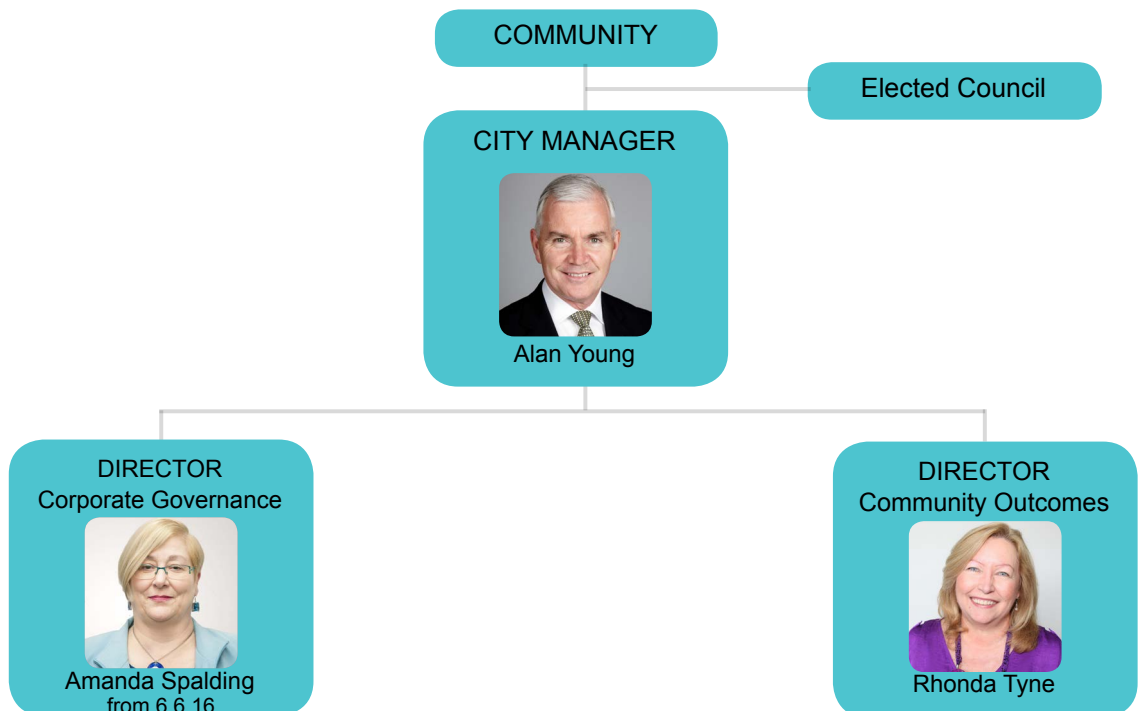 COMMUNITY
Elected Council
CITY MANAGER
Alan Young
DIRECTOR
Corporate Governance
Amanda Spalding
from 6.6.16
DIRECTOR
Community Outcomes
Rhonda Tyne